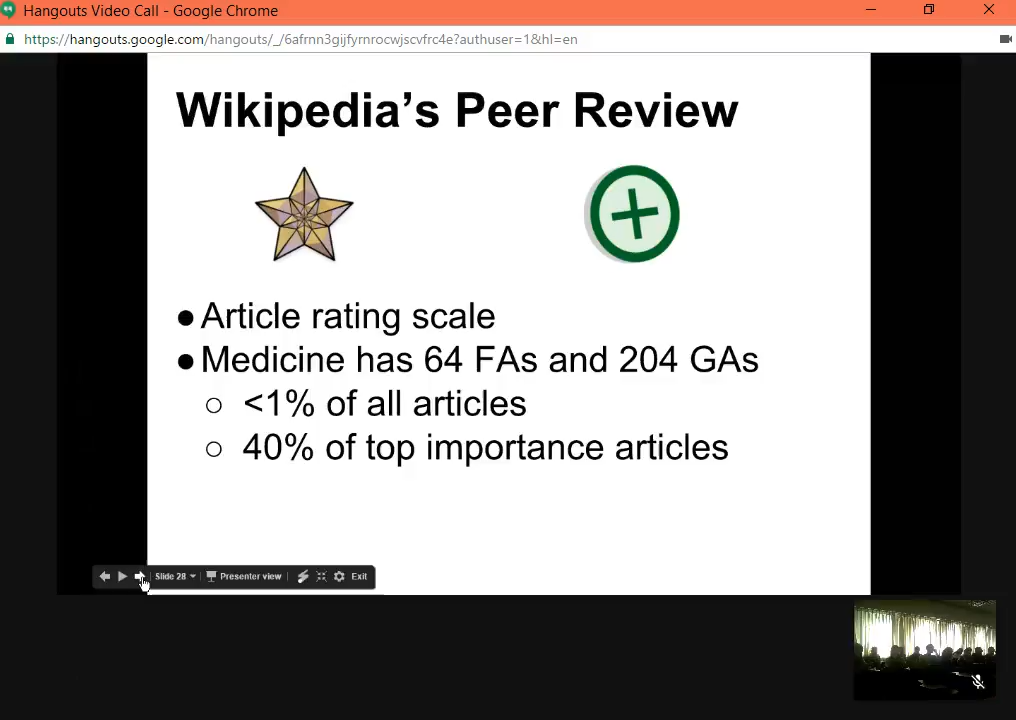 Hangouts Video Call - Google Chrome
https://hangouts.google.com/hangouts/_/6afrnn3gijfyrnrocwjscvfrc4e?authuser=1&hl=en
Wikipedia's Peer Review
● Article rating scale
● Medicine has 64 FAs and 204 GAs
○ <1% of all articles
○ 40% of top importance articles
Slide 28 Presenter view Exit